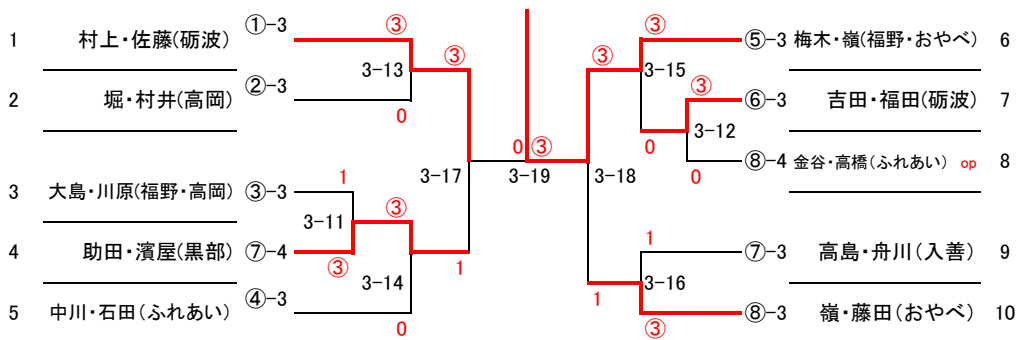 1 村上・佐藤(砺波) ①-3 ③
3-13 ③
2 堀・村井(高岡) ②-3 0
3 大島・川原(福野・高岡) ③-3 1
3-11 ③
4 助田・濱屋(黒部) ⑦-4 ③
3-14 1
5 中川・石田(ふれあい) ④-3 0
3-17 0 ③ 3-19 3-18
③ ⑤-3 梅木・嶺(福野・おやべ) 6
③ 3-15
③ ⑥-3 吉田・福田(砺波) 7
0 3-12
0 ⑧-4 金谷・高橋(ふれあい) op 8
1 ⑦-3 高島・舟川(入善) 9
1 3-16
③ ⑧-3 嶺・藤田(おやべ) 10